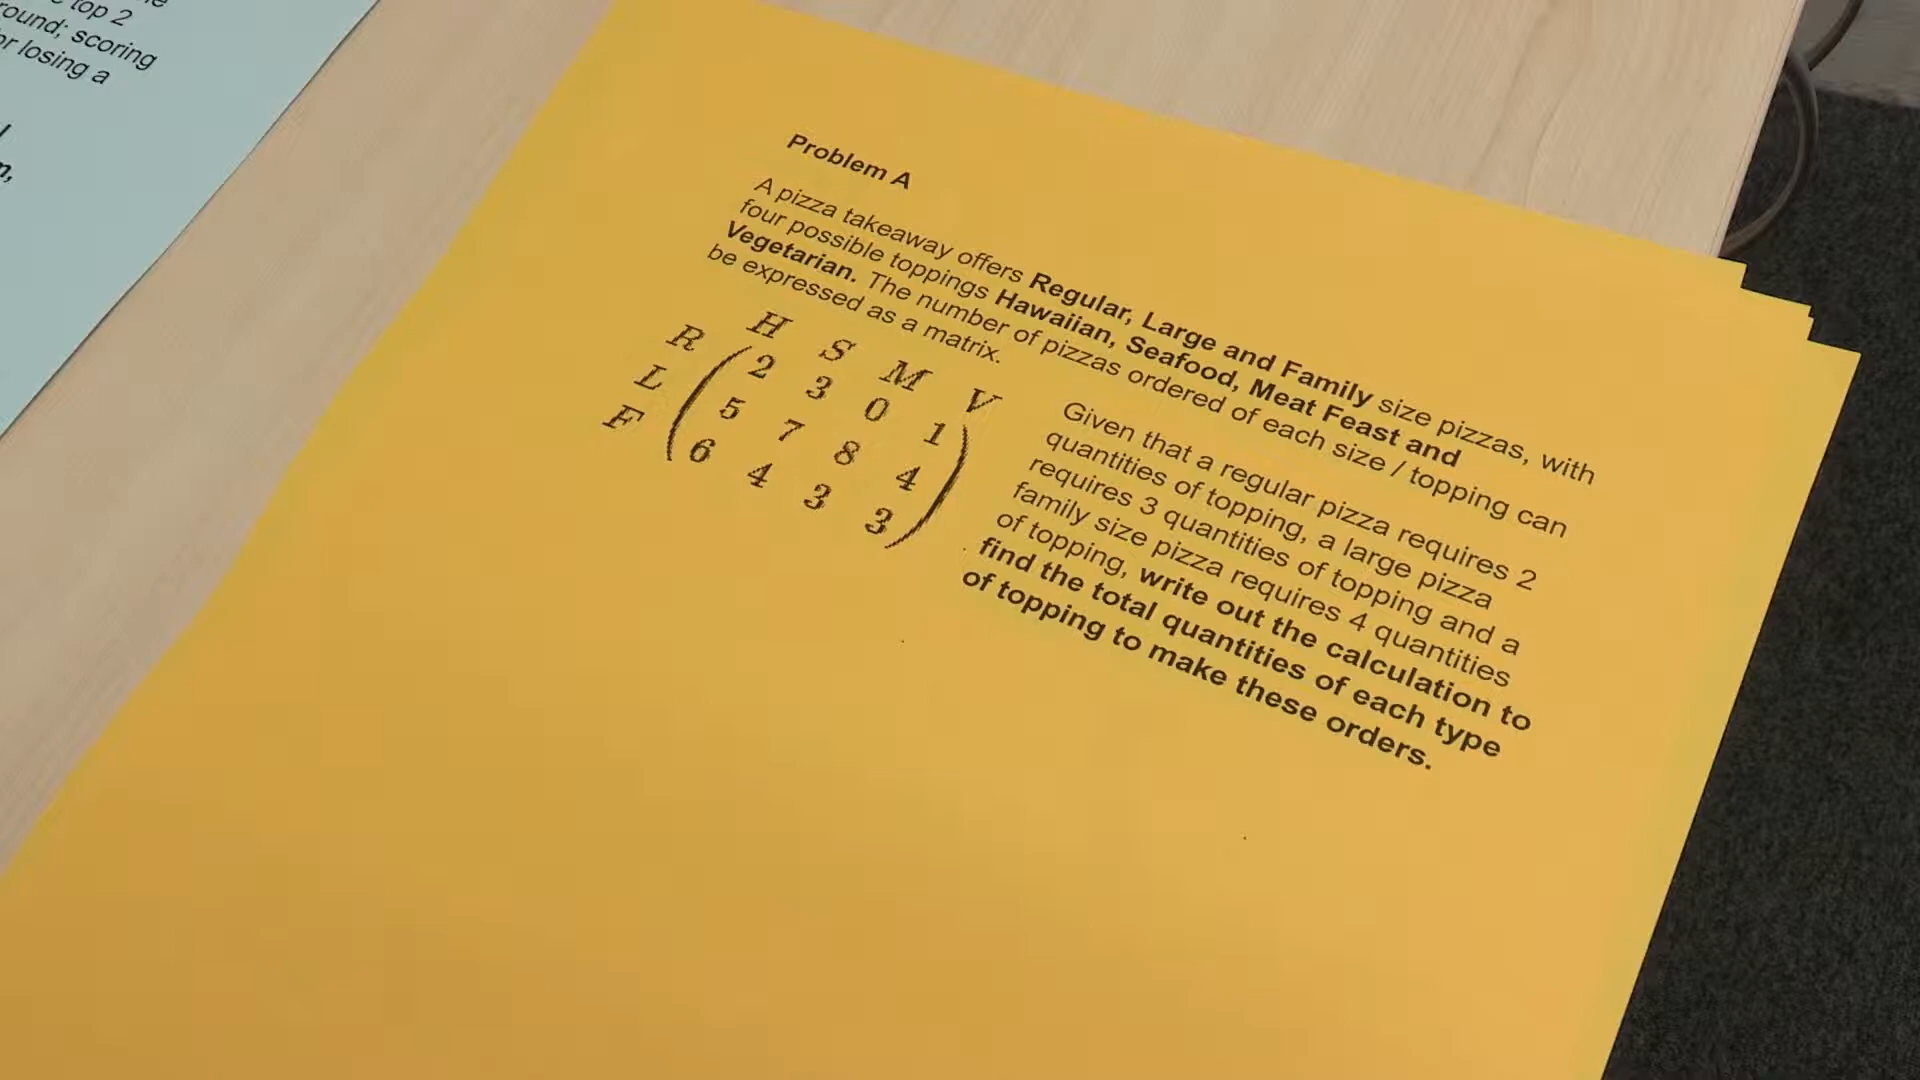 top 2
round; scoring
or losing a
Problem A
A pizza takeaway offers Regular, Large and Family size pizzas, with
four possible toppings Hawaiian, Seafood, Meat Feast and
Vegetarian. The number of pizzas ordered of each size / topping can
be expressed as a matrix.
H S M V
R 2 3 0 1
L 5 7 8 4
F 6 4 3 3
Given that a regular pizza requires 2
quantities of topping, a large pizza
requires 3 quantities of topping and a
family size pizza requires 4 quantities
of topping, write out the calculation to
find the total quantities of each type
of topping to make these orders.